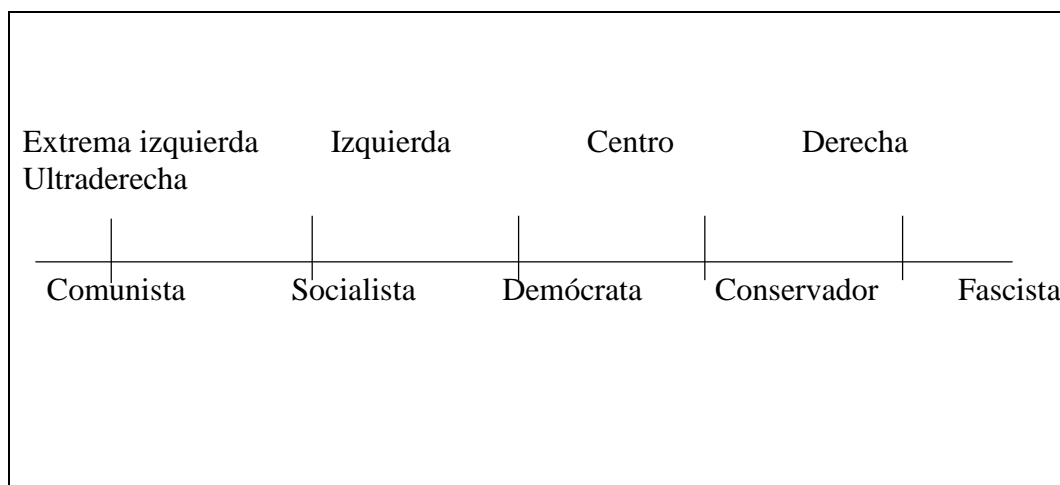 Extrema izquierda Izquierda Centro Derecha
Ultraderecha
Comunista Socialista Demócrata Conservador Fascista